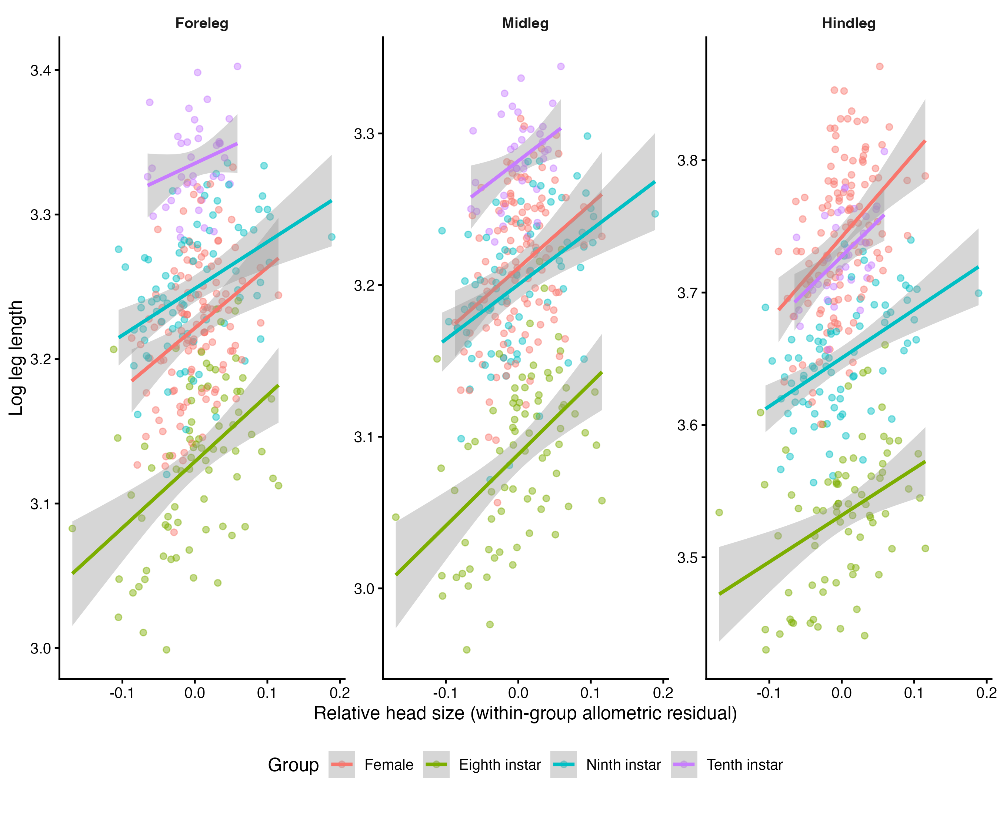 Foreleg Midleg Hindleg
Log leg length
3.4
3.3
3.2
3.1
3.0
3.3
3.2
3.1
3.0
3.8
3.7
3.6
3.5
-0.1 0.0 0.1 0.2 -0.1 0.0 0.1 0.2 -0.1 0.0 0.1 0.2
Relative head size (within-group allometric residual)
Group Female Eighth instar Ninth instar Tenth instar